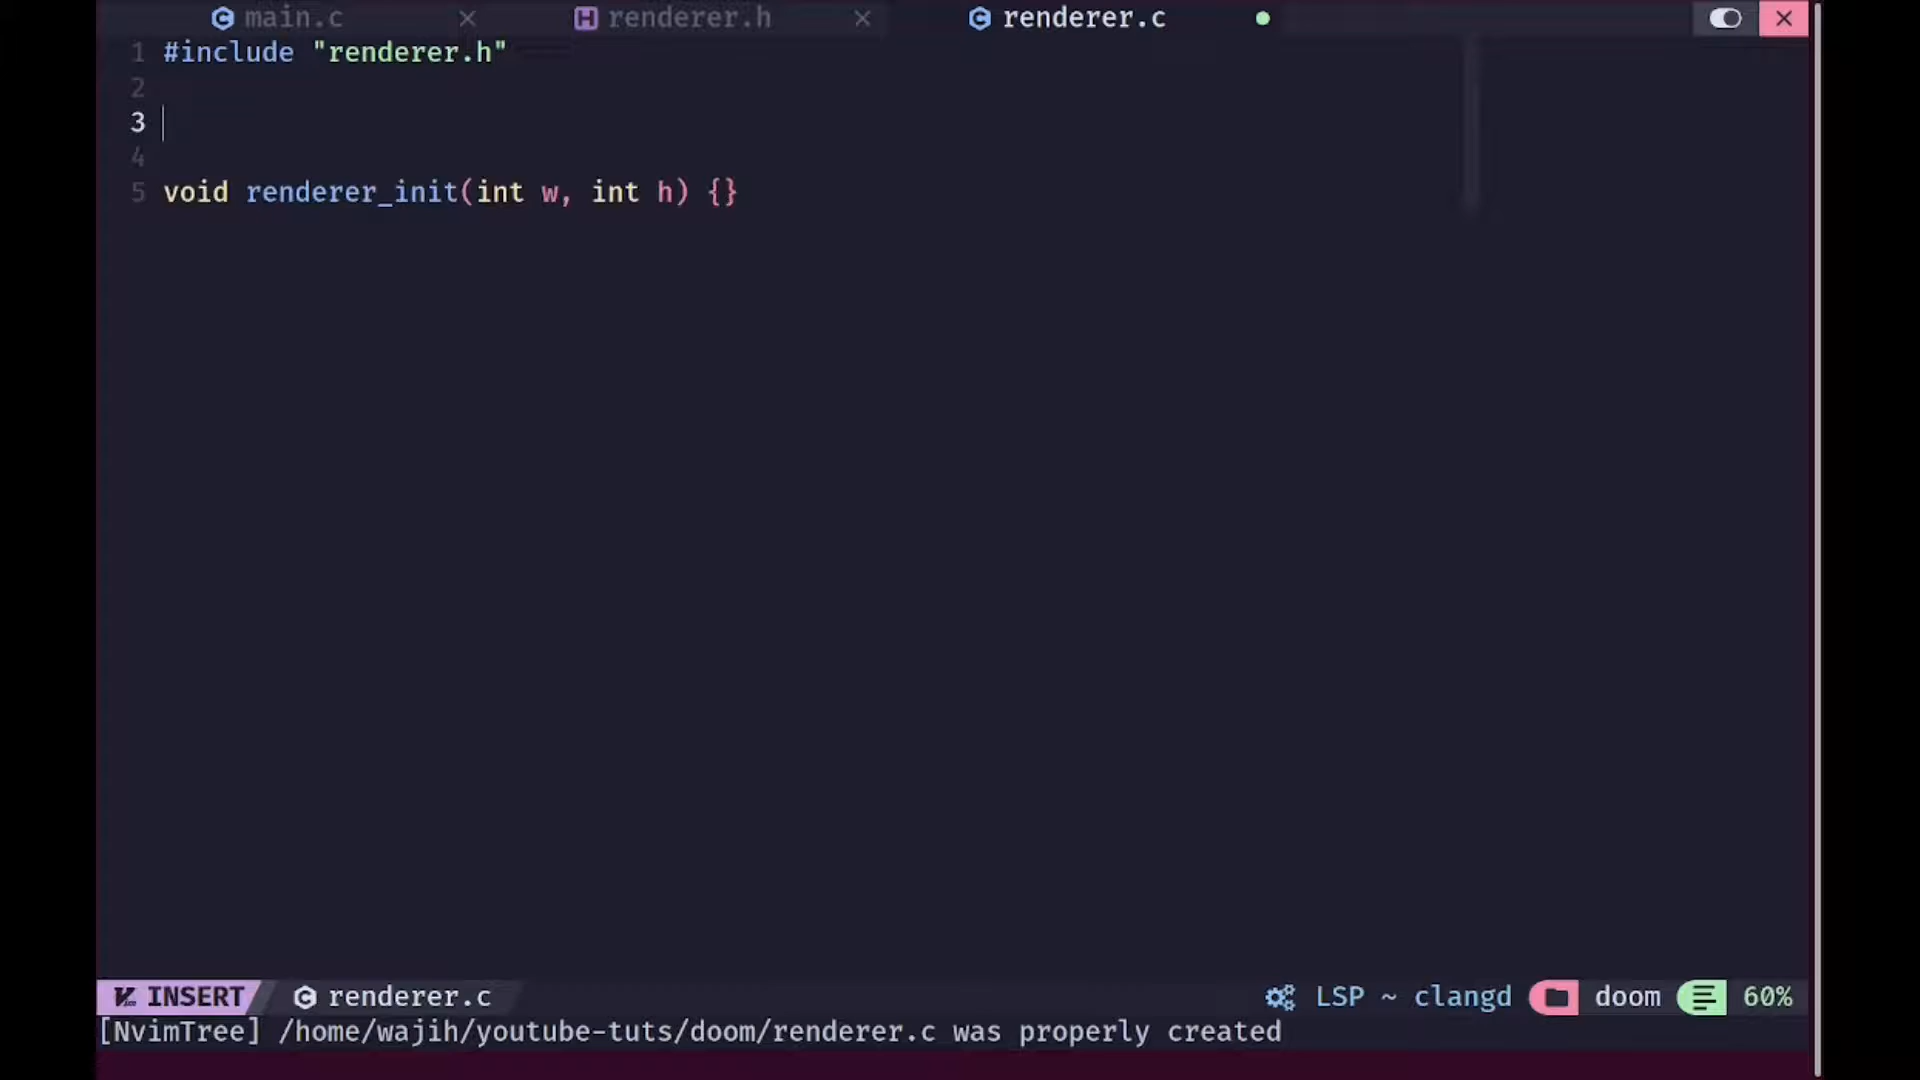 main.c renderer.h renderer.c
1 #include "renderer.h"
2
3
4
5 void renderer_init(int w, int h) {}
INSERT renderer.c LSP ~ clangd doom 60%
[NvimTree] /home/wajih/youtube-tuts/doom/renderer.c was properly created